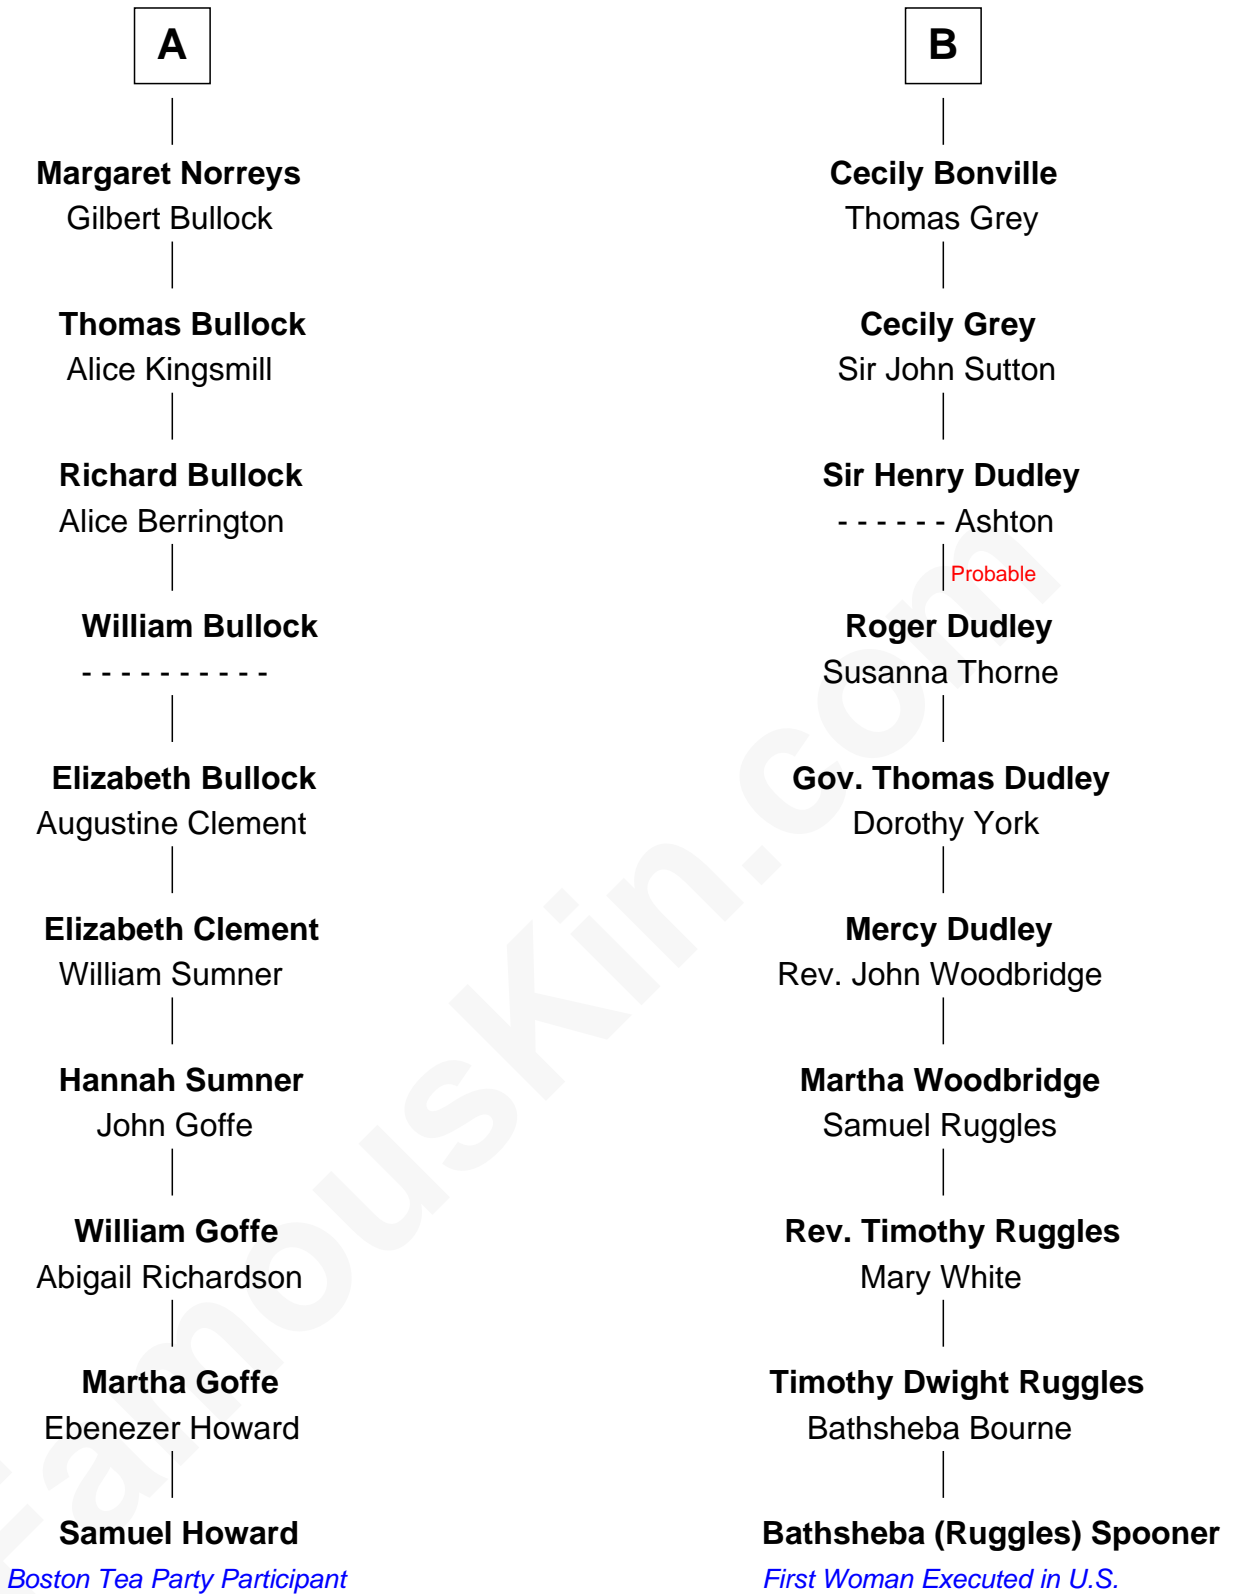 A
Margaret Norreys
Gilbert Bullock
Thomas Bullock
Alice Kingsmill
Richard Bullock
Alice Berrington
William Bullock
- - - - - - - - - -
Elizabeth Bullock
Augustine Clement
Elizabeth Clement
William Sumner
Hannah Sumner
John Goffe
William Goffe
Abigail Richardson
Martha Goffe
Ebenezer Howard
Samuel Howard
Boston Tea Party Participant
B
Cecily Bonville
Thomas Grey
Cecily Grey
Sir John Sutton
Sir Henry Dudley
- - - - - - Ashton
Probable
Roger Dudley
Susanna Thorne
Gov. Thomas Dudley
Dorothy York
Mercy Dudley
Rev. John Woodbridge
Martha Woodbridge
Samuel Ruggles
Rev. Timothy Ruggles
Mary White
Timothy Dwight Ruggles
Bathsheba Bourne
Bathsheba (Ruggles) Spooner
First Woman Executed in U.S.
FamousKin.com